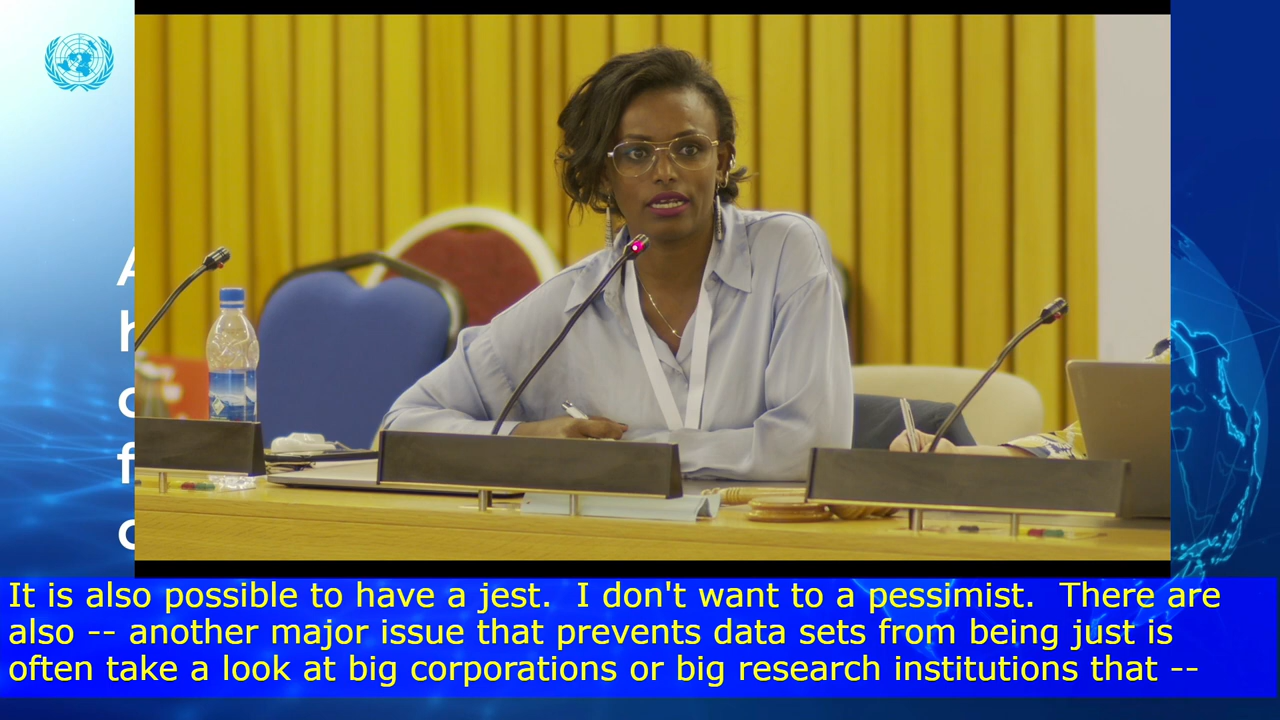 A
h
f
It is also possible to have a jest.  I don't want to a pessimist.  There are
also -- another major issue that prevents data sets from being just is
often take a look at big corporations or big research institutions that --